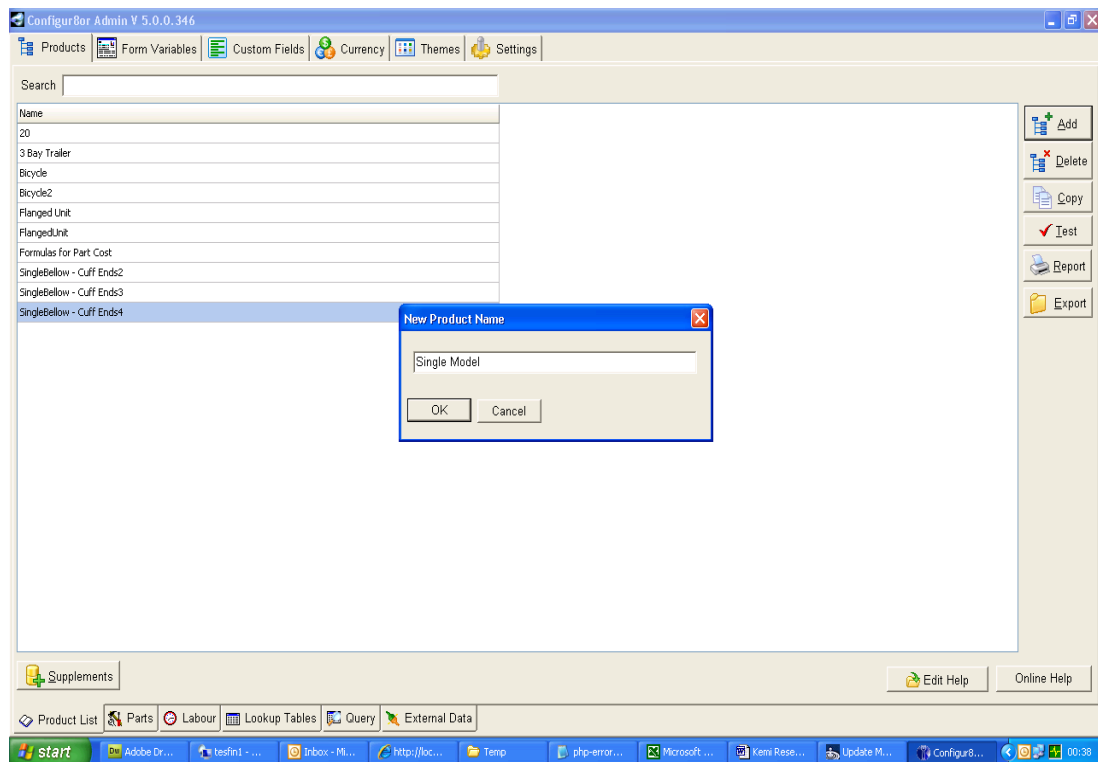 Configur8or Admin V 5.0.0.346
Products Form Variables Custom Fields Currency Themes Settings
Search
Name
20
3 Bay Trailer
Bicycle
Bicycle2
Flanged Unit
FlangedUnit
Formulas for Part Cost
SingleBellow - Cuff Ends2
SingleBellow - Cuff Ends3
SingleBellow - Cuff Ends4
Add
Delete
Copy
Test
Report
Export
New Product Name
Single Model
OK Cancel
Supplements
Edit Help Online Help
Product List Parts Labour Lookup Tables Query External Data
start Adobe Dr... tesfin1 - ... Inbox - Mi... http://loc... Temp php-error... Microsoft ... Kemi Rese... Update M... Configur8... 00:38